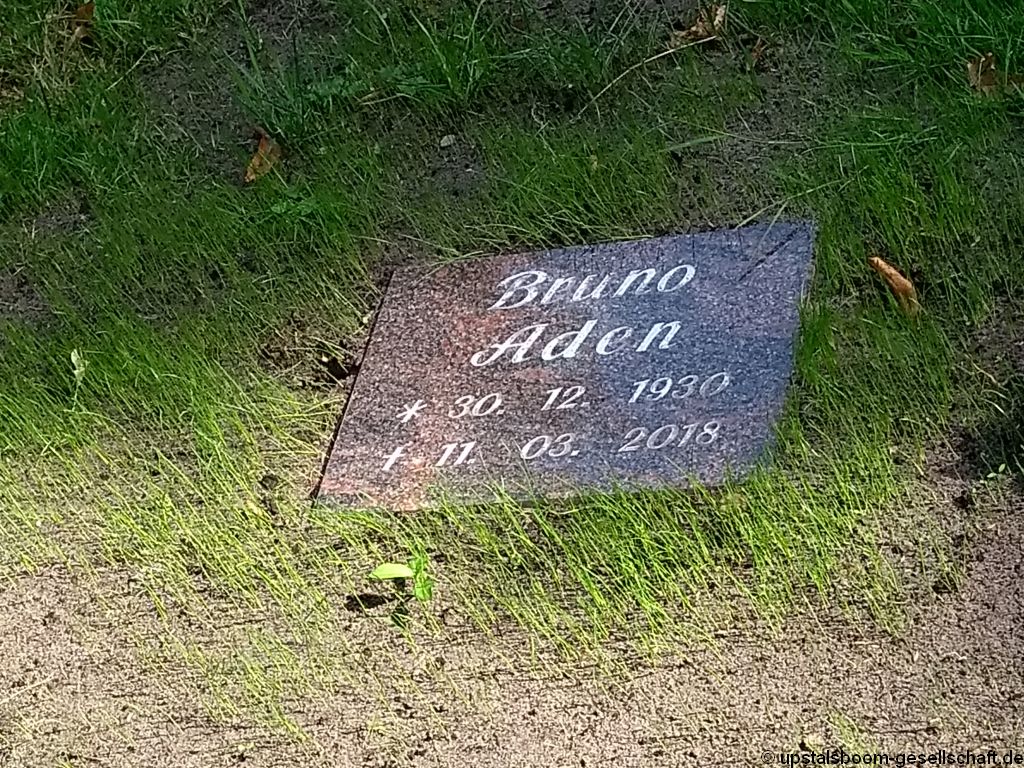 Bruno
Aden
* 30. 12. 1930
† 11. 03. 2018
© upstalsboom-gesellschaft.de